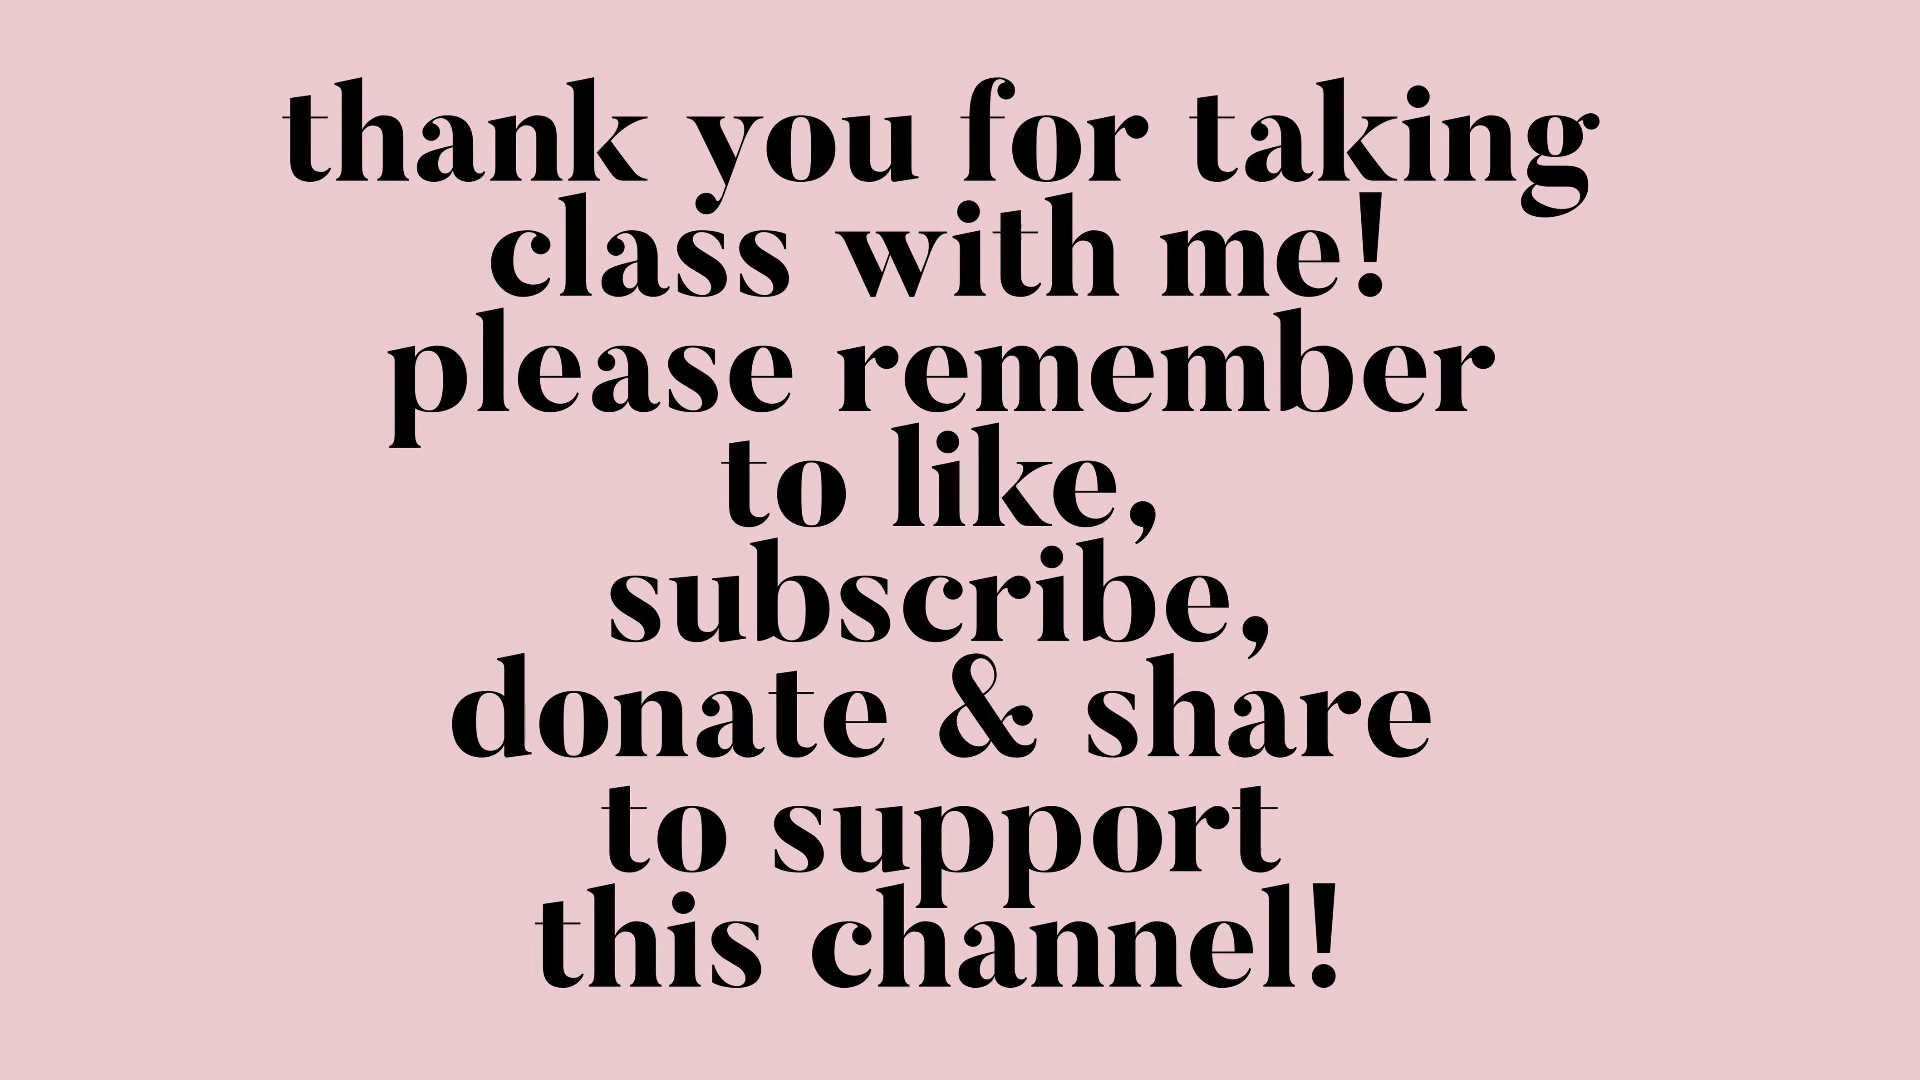 thank you for taking
class with me!
please remember
to like,
subscribe,
donate & share
to support
this channel!